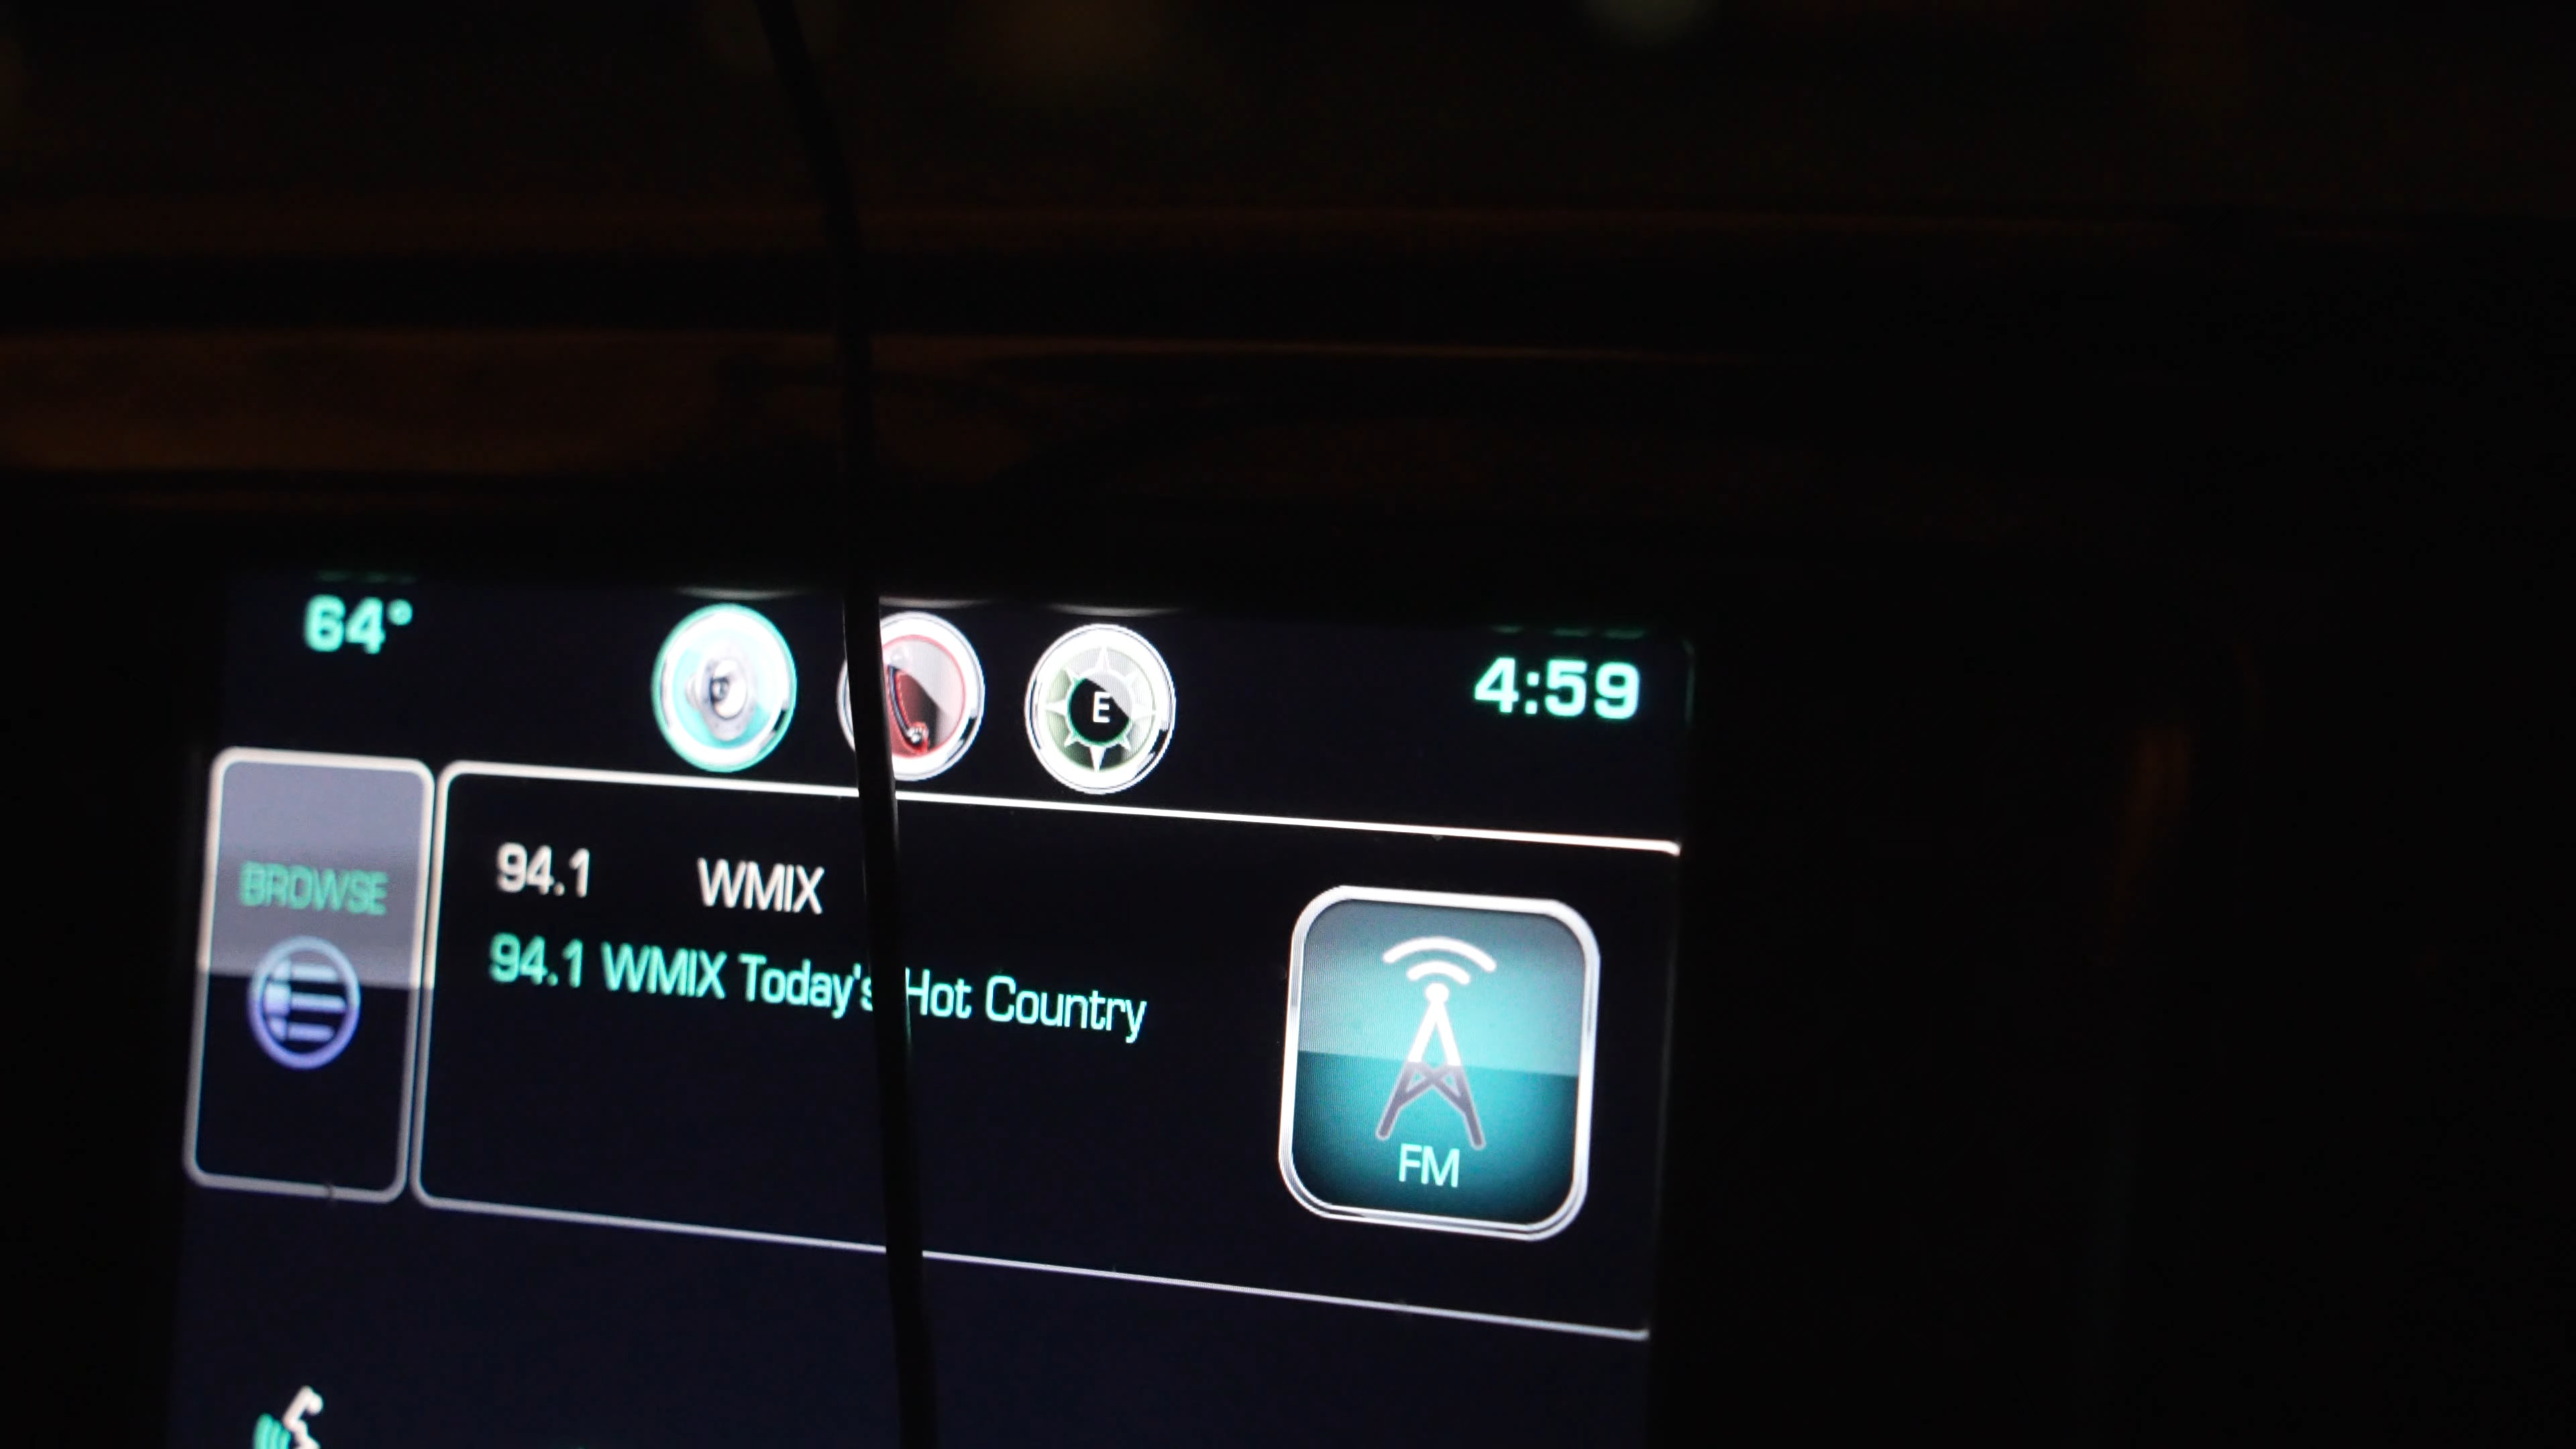 64°
E
4:59
BROWSE
94.1 WMIX
94.1 WMIX Today's Hot Country
FM